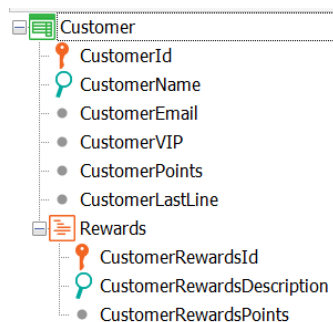 Customer
CustomerId
CustomerName
CustomerEmail
CustomerVIP
CustomerPoints
CustomerLastLine
Rewards
CustomerRewardsId
CustomerRewardsDescription
CustomerRewardsPoints